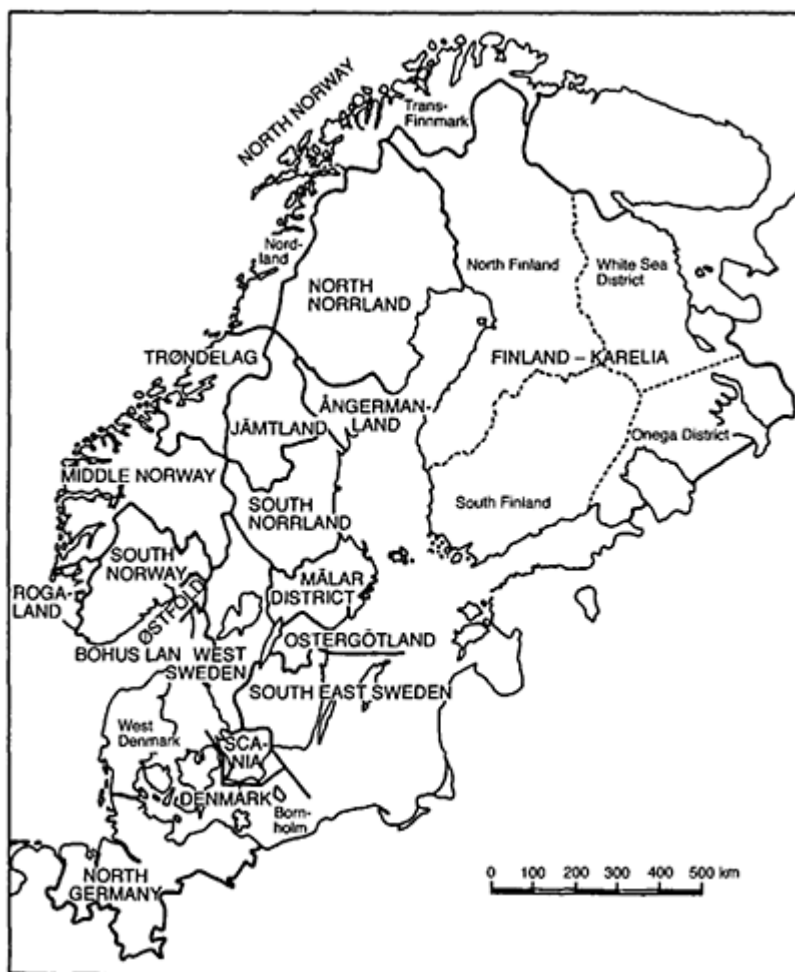 NORTH NORWAY
Trans-
Finnmark
Nord-
land
North Finland
White Sea
District
NORTH
NORRLAND
TRØNDELAG
FINLAND – KARELIA
ÅNGERMAN-
LAND
JÄMTLAND
Onega District
MIDDLE NORWAY
SOUTH
NORRLAND
South Finland
SOUTH
NORWAY
MÄLAR
DISTRICT
ROGA-
LAND
ØSTFOLD
OSTERGÖTLAND
BOHUS LAN
WEST
SWEDEN
SOUTH EAST SWEDEN
West
Denmark
SCA-
NIA
DENMARK
Born-
holm
NORTH
GERMANY
0 100 200 300 400 500 km